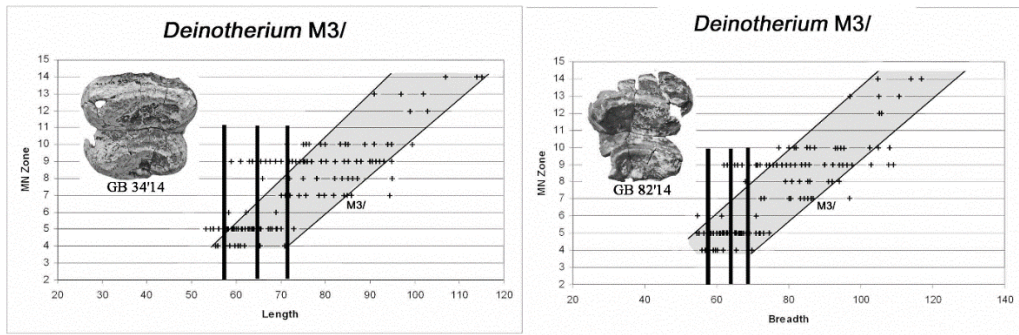 Deinotherium M3/
MN Zone
15
14
13
12
11
10
9
8
7
6
5
4
3
2
GB 34'14
M3/
20 30 40 50 60 70 80 90 100 110 120
Length
Deinotherium M3/
MN Zone
15
14
13
12
11
10
9
8
7
6
5
4
3
2
GB 82'14
M3/
20 40 60 80 100 120 140
Breadth